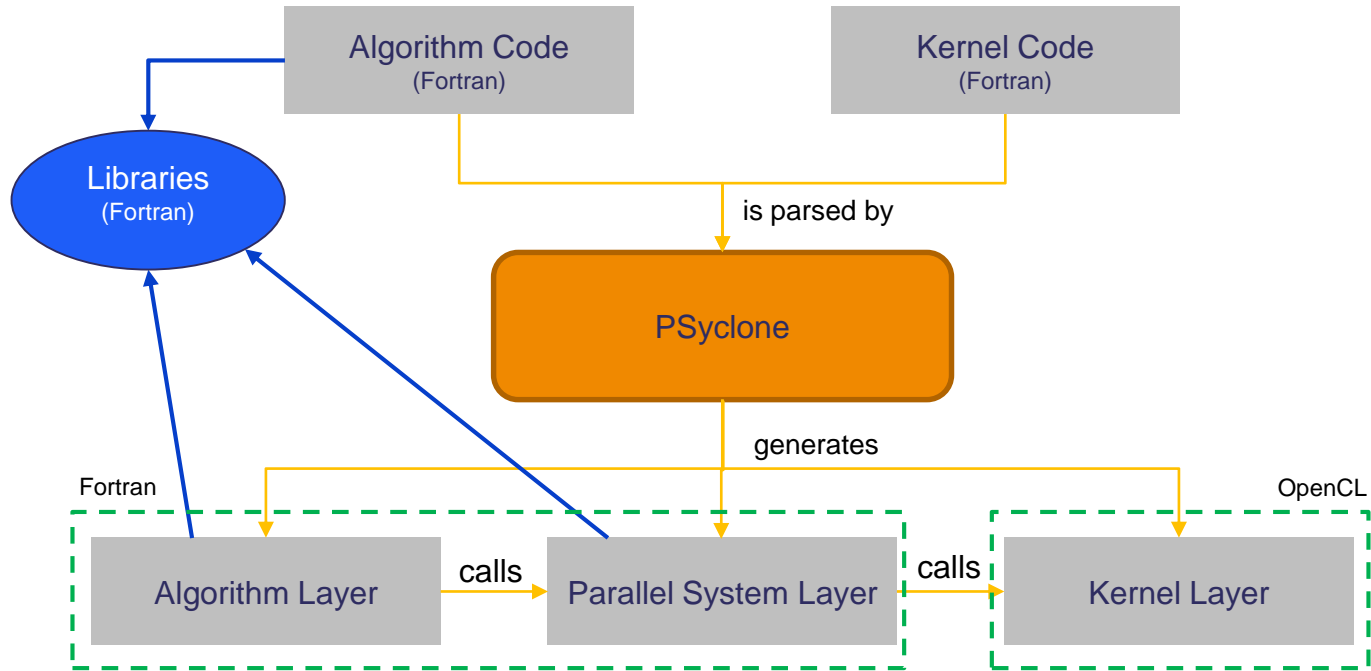 Algorithm Code
(Fortran)
Kernel Code
(Fortran)
Libraries
(Fortran)
is parsed by
PSyclone
generates
Fortran
OpenCL
Algorithm Layer
calls
Parallel System Layer
calls
Kernel Layer